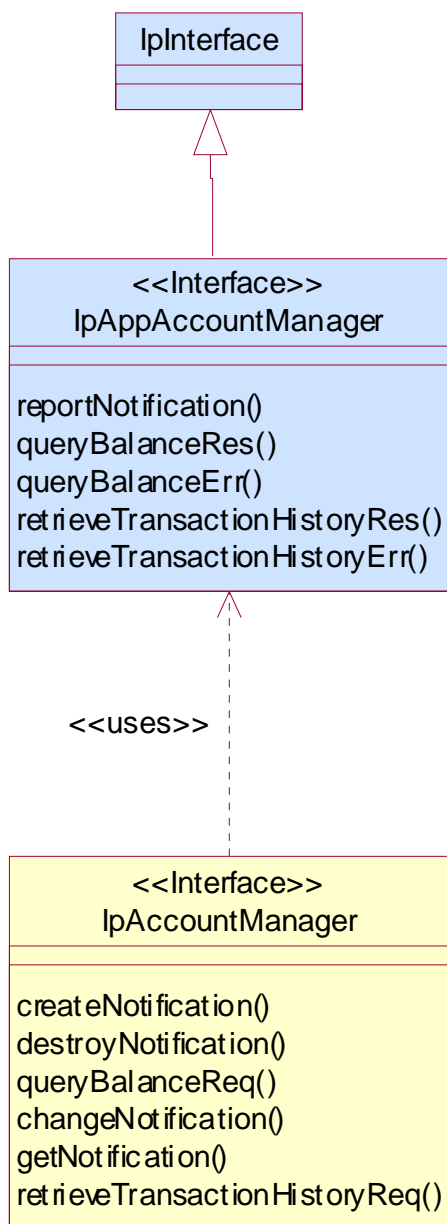 IpInterface
<<Interface>>
IpAppAccountManager
reportNotification()
queryBalanceRes()
queryBalanceErr()
retrieveTransactionHistoryRes()
retrieveTransactionHistoryErr()
<<uses>>
<<Interface>>
IpAccountManager
createNotification()
destroyNotification()
queryBalanceReq()
changeNotification()
getNotification()
retrieveTransactionHistoryReq()